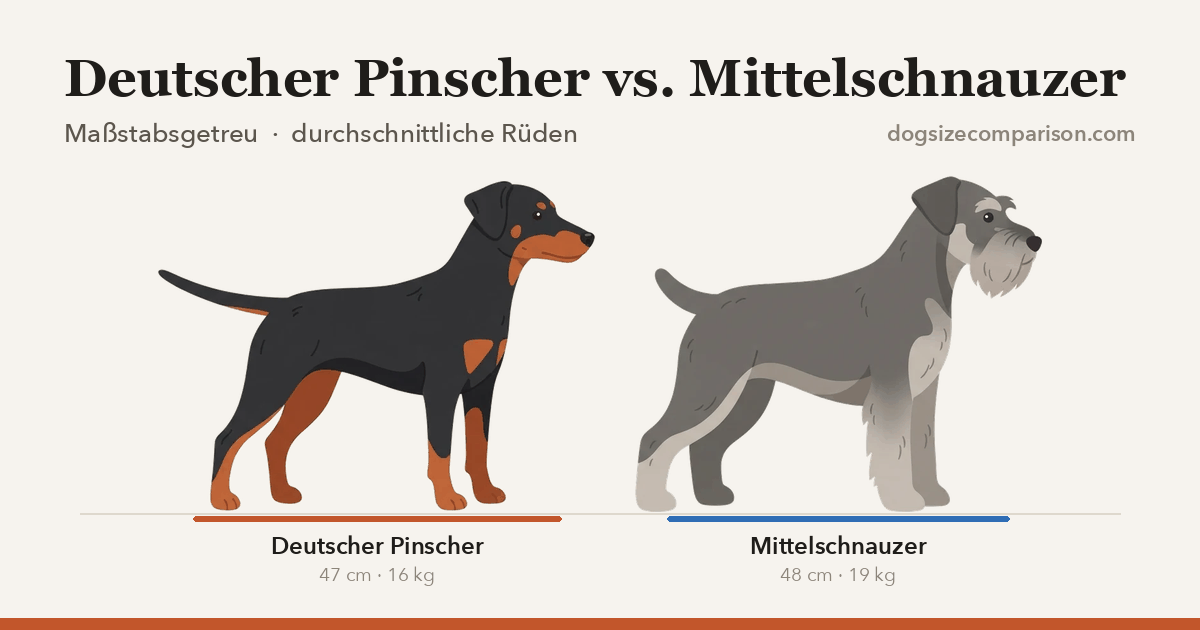 Deutscher Pinscher vs. Mittelschnauzer
Maßstabsgetreu · durchschnittliche Rüden
dogsizecomparison.com
Deutscher Pinscher
47 cm · 16 kg
Mittelschnauzer
48 cm · 19 kg